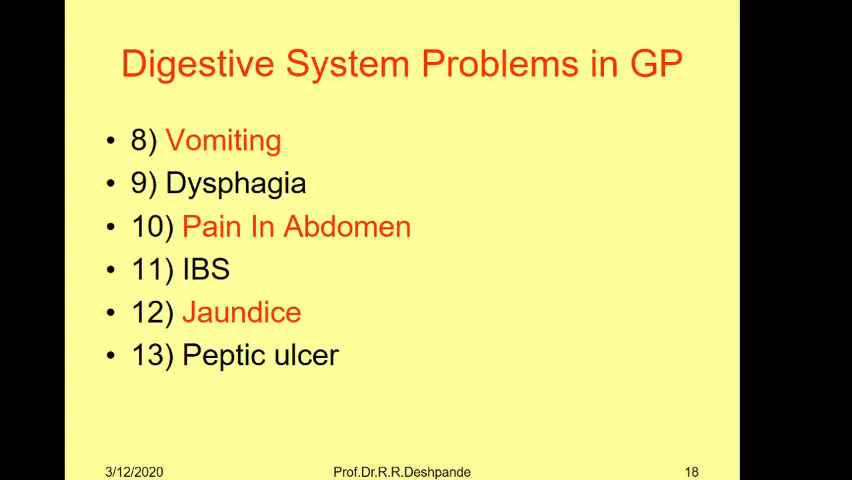 Digestive System Problems in GP
• 8) Vomiting
• 9) Dysphagia
• 10) Pain In Abdomen
• 11) IBS
• 12) Jaundice
• 13) Peptic ulcer
3/12/2020 Prof.Dr.R.R.Deshpande 18